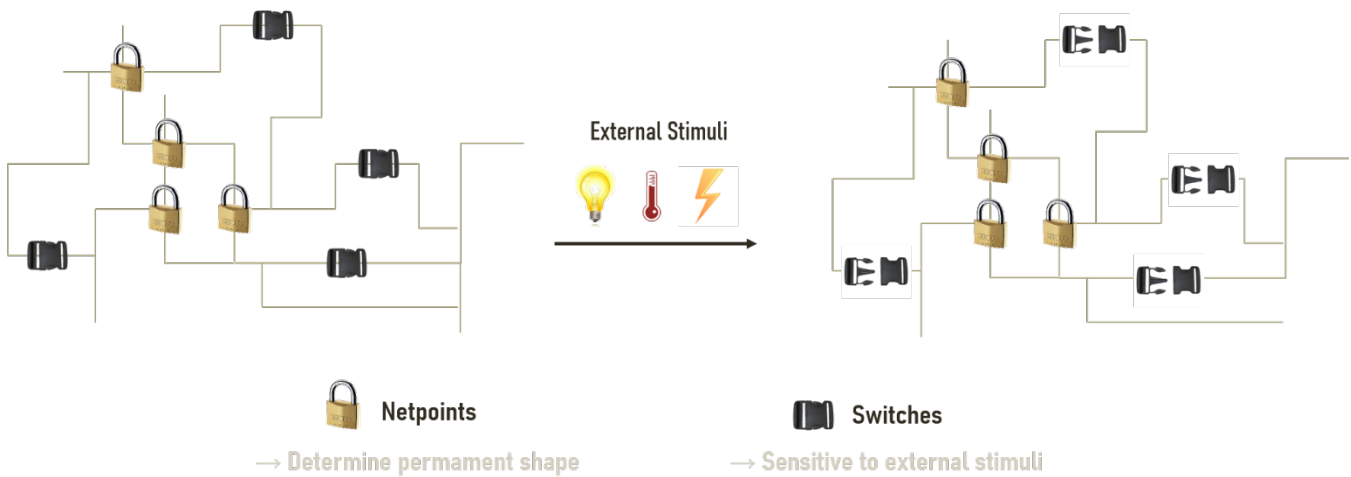 External Stimuli
Netpoints
Switches
→ Determine permament shape
→ Sensitive to external stimuli